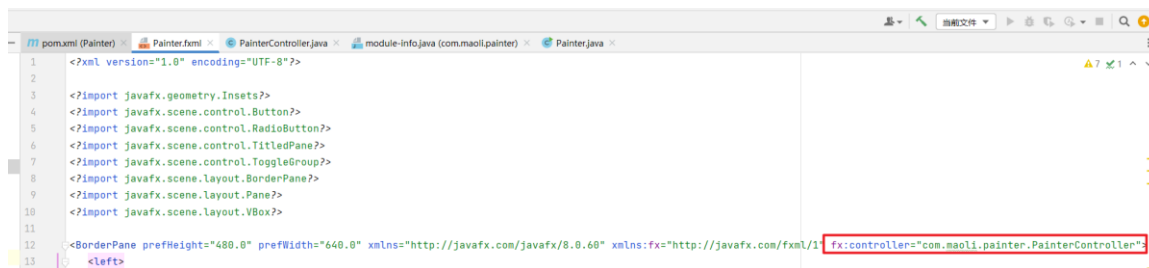 当前文件
pom.xml (Painter)
Painter.fxml
PainterController.java
module-info.java (com.maoli.painter)
Painter.java
1 <?xml version="1.0" encoding="UTF-8"?>
7 1
2
3 <?import javafx.geometry.Insets?>
4 <?import javafx.scene.control.Button?>
5 <?import javafx.scene.control.RadioButton?>
6 <?import javafx.scene.control.TitledPane?>
7 <?import javafx.scene.control.ToggleGroup?>
8 <?import javafx.scene.layout.BorderPane?>
9 <?import javafx.scene.layout.Pane?>
10 <?import javafx.scene.layout.VBox?>
11
12 <BorderPane prefHeight="480.0" prefWidth="640.0" xmlns="http://javafx.com/javafx/8.0.60" xmlns:fx="http://javafx.com/fxml/1" fx:controller="com.maoli.painter.PainterController">
13 <left>